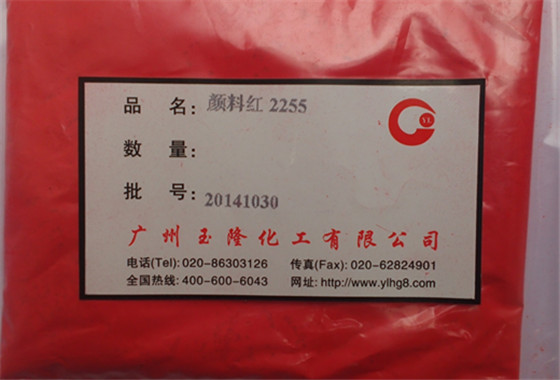 品 名: 颜料红 2255
YL
数 量:
批 号: 20141030
广州玉隆化工有限公司
电话(Tel): 020-86303126 传真(Fax): 020-62824901
全国热线: 400-600-6043 网址: http://www.ylhg8.com